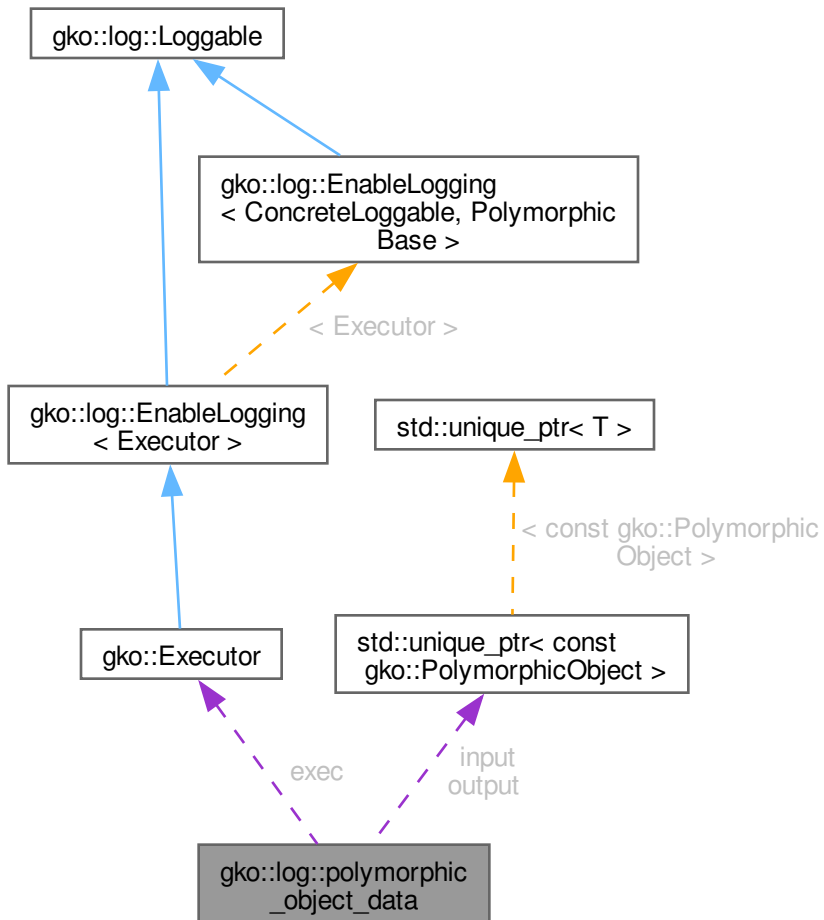 gko::log::Loggable
gko::log::EnableLogging
< ConcreteLoggable, Polymorphic
Base >
< Executor >
gko::log::EnableLogging
< Executor >
std::unique_ptr< T >
< const gko::Polymorphic
Object >
gko::Executor
std::unique_ptr< const
gko::PolymorphicObject >
exec
input
output
gko::log::polymorphic
_object_data